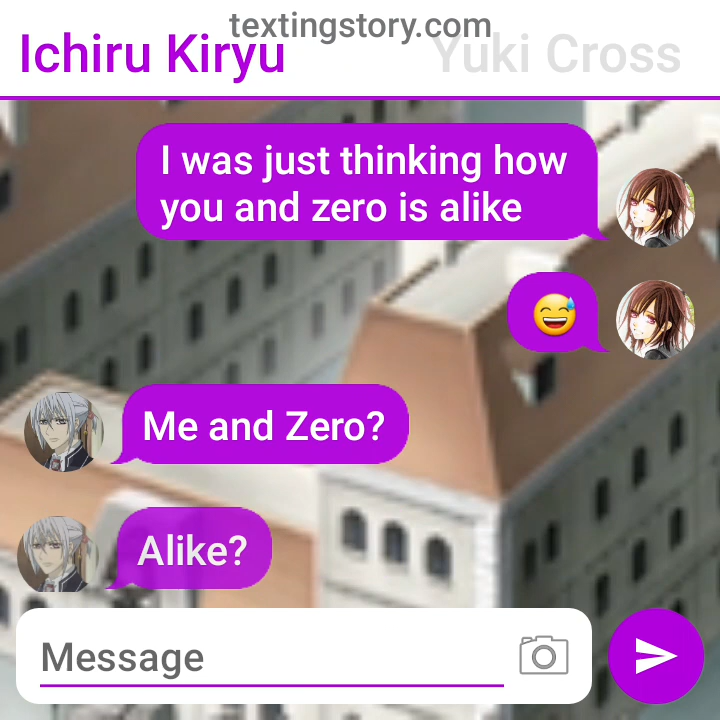 textingstory.com
Ichiru Kiryu
Yuki Cross
I was just thinking how
you and zero is alike
😅
Me and Zero?
Alike?
Message